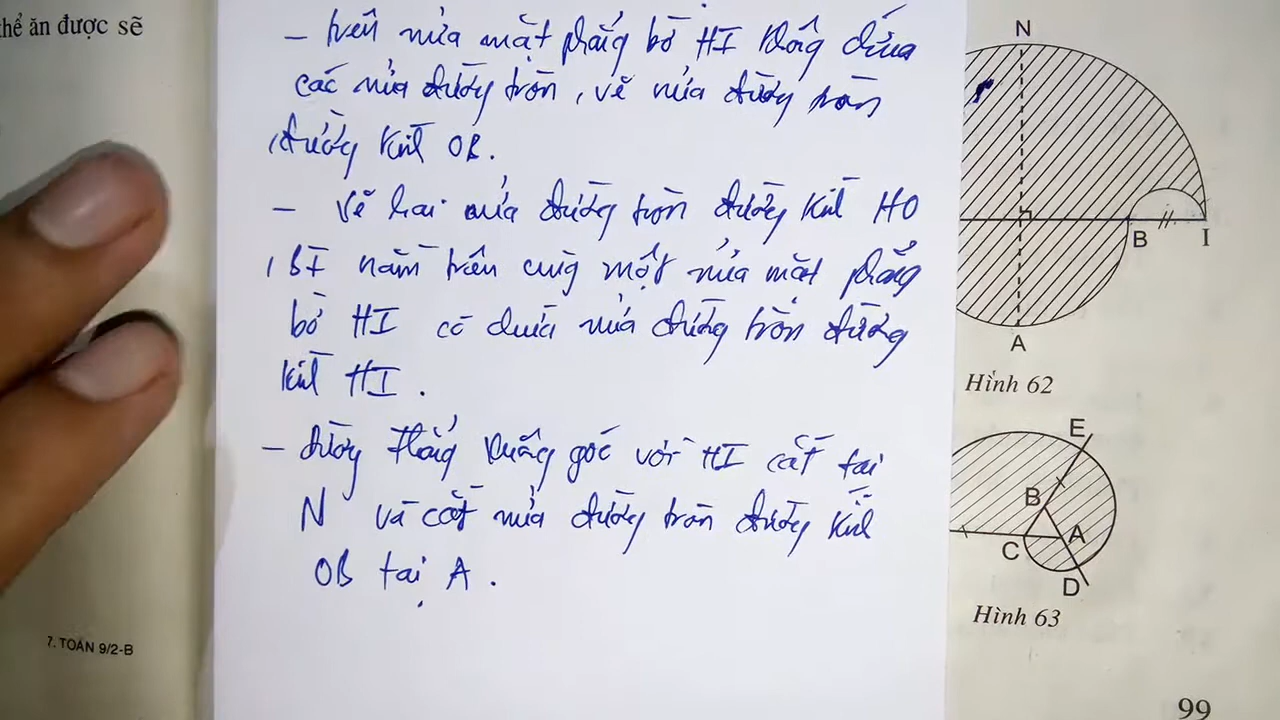 thể ăn được sẽ
- trên nửa mặt phẳng bờ HI không chứa
các nửa đường tròn, vẽ nửa đường tròn
đường kính OB.
- Vẽ hai nửa đường tròn đường kính HO
, BI nằm trên cùng một nửa mặt phẳng
bờ HI có chứa nửa đường tròn đường
kính HI.
- đường thẳng vuông góc với HI cắt tại
N và cắt nửa đường tròn đường kính
OB tại A.
7. TOÁN 9/2-B
N
B
I
A
Hình 62
E
B
C
A
D
Hình 63
99